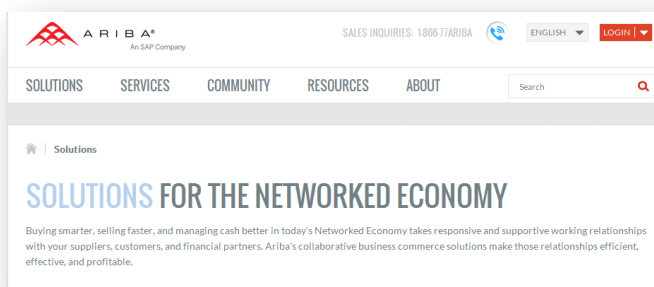 ARIBA®
An SAP Company
SALES INQUIRIES: 1-866-77ARIBA
ENGLISH
LOGIN
SOLUTIONS SERVICES COMMUNITY RESOURCES ABOUT
Search
Solutions
SOLUTIONS FOR THE NETWORKED ECONOMY
Buying smarter, selling faster, and managing cash better in today's Networked Economy takes responsive and supportive working relationships
with your suppliers, customers, and financial partners. Ariba's collaborative business commerce solutions make those relationships efficient,
effective, and profitable.